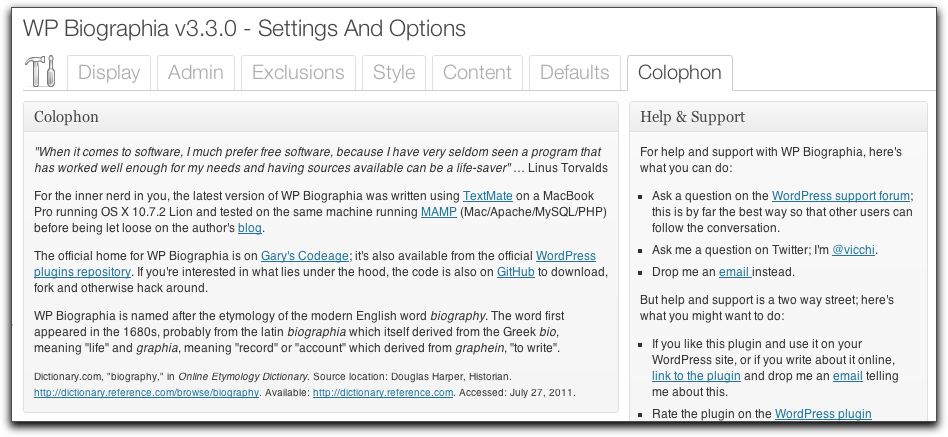 WP Biographia v3.3.0 - Settings And Options
Display
Admin
Exclusions
Style
Content
Defaults
Colophon
Colophon
"When it comes to software, I much prefer free software, because I have very seldom seen a program that
has worked well enough for my needs and having sources available can be a life-saver" … Linus Torvalds
For the inner nerd in you, the latest version of WP Biographia was written using TextMate on a MacBook
Pro running OS X 10.7.2 Lion and tested on the same machine running MAMP (Mac/Apache/MySQL/PHP)
before being let loose on the author's blog.
The official home for WP Biographia is on Gary's Codeage; it's also available from the official WordPress
plugins repository. If you're interested in what lies under the hood, the code is also on GitHub to download,
fork and otherwise hack around.
WP Biographia is named after the etymology of the modern English word biography. The word first
appeared in the 1680s, probably from the latin biographia which itself derived from the Greek bio,
meaning "life" and graphia, meaning "record" or "account" which derived from graphein, "to write".
Dictionary.com, "biography," in Online Etymology Dictionary. Source location: Douglas Harper, Historian.
http://dictionary.reference.com/browse/biography. Available: http://dictionary.reference.com. Accessed: July 27, 2011.
Help & Support
For help and support with WP Biographia, here's
what you can do:
Ask a question on the WordPress support forum;
this is by far the best way so that other users can
follow the conversation.
Ask me a question on Twitter; I'm @vicchi.
Drop me an email instead.
But help and support is a two way street; here's
what you might want to do:
If you like this plugin and use it on your
WordPress site, or if you write about it online,
link to the plugin and drop me an email telling
me about this.
Rate the plugin on the WordPress plugin